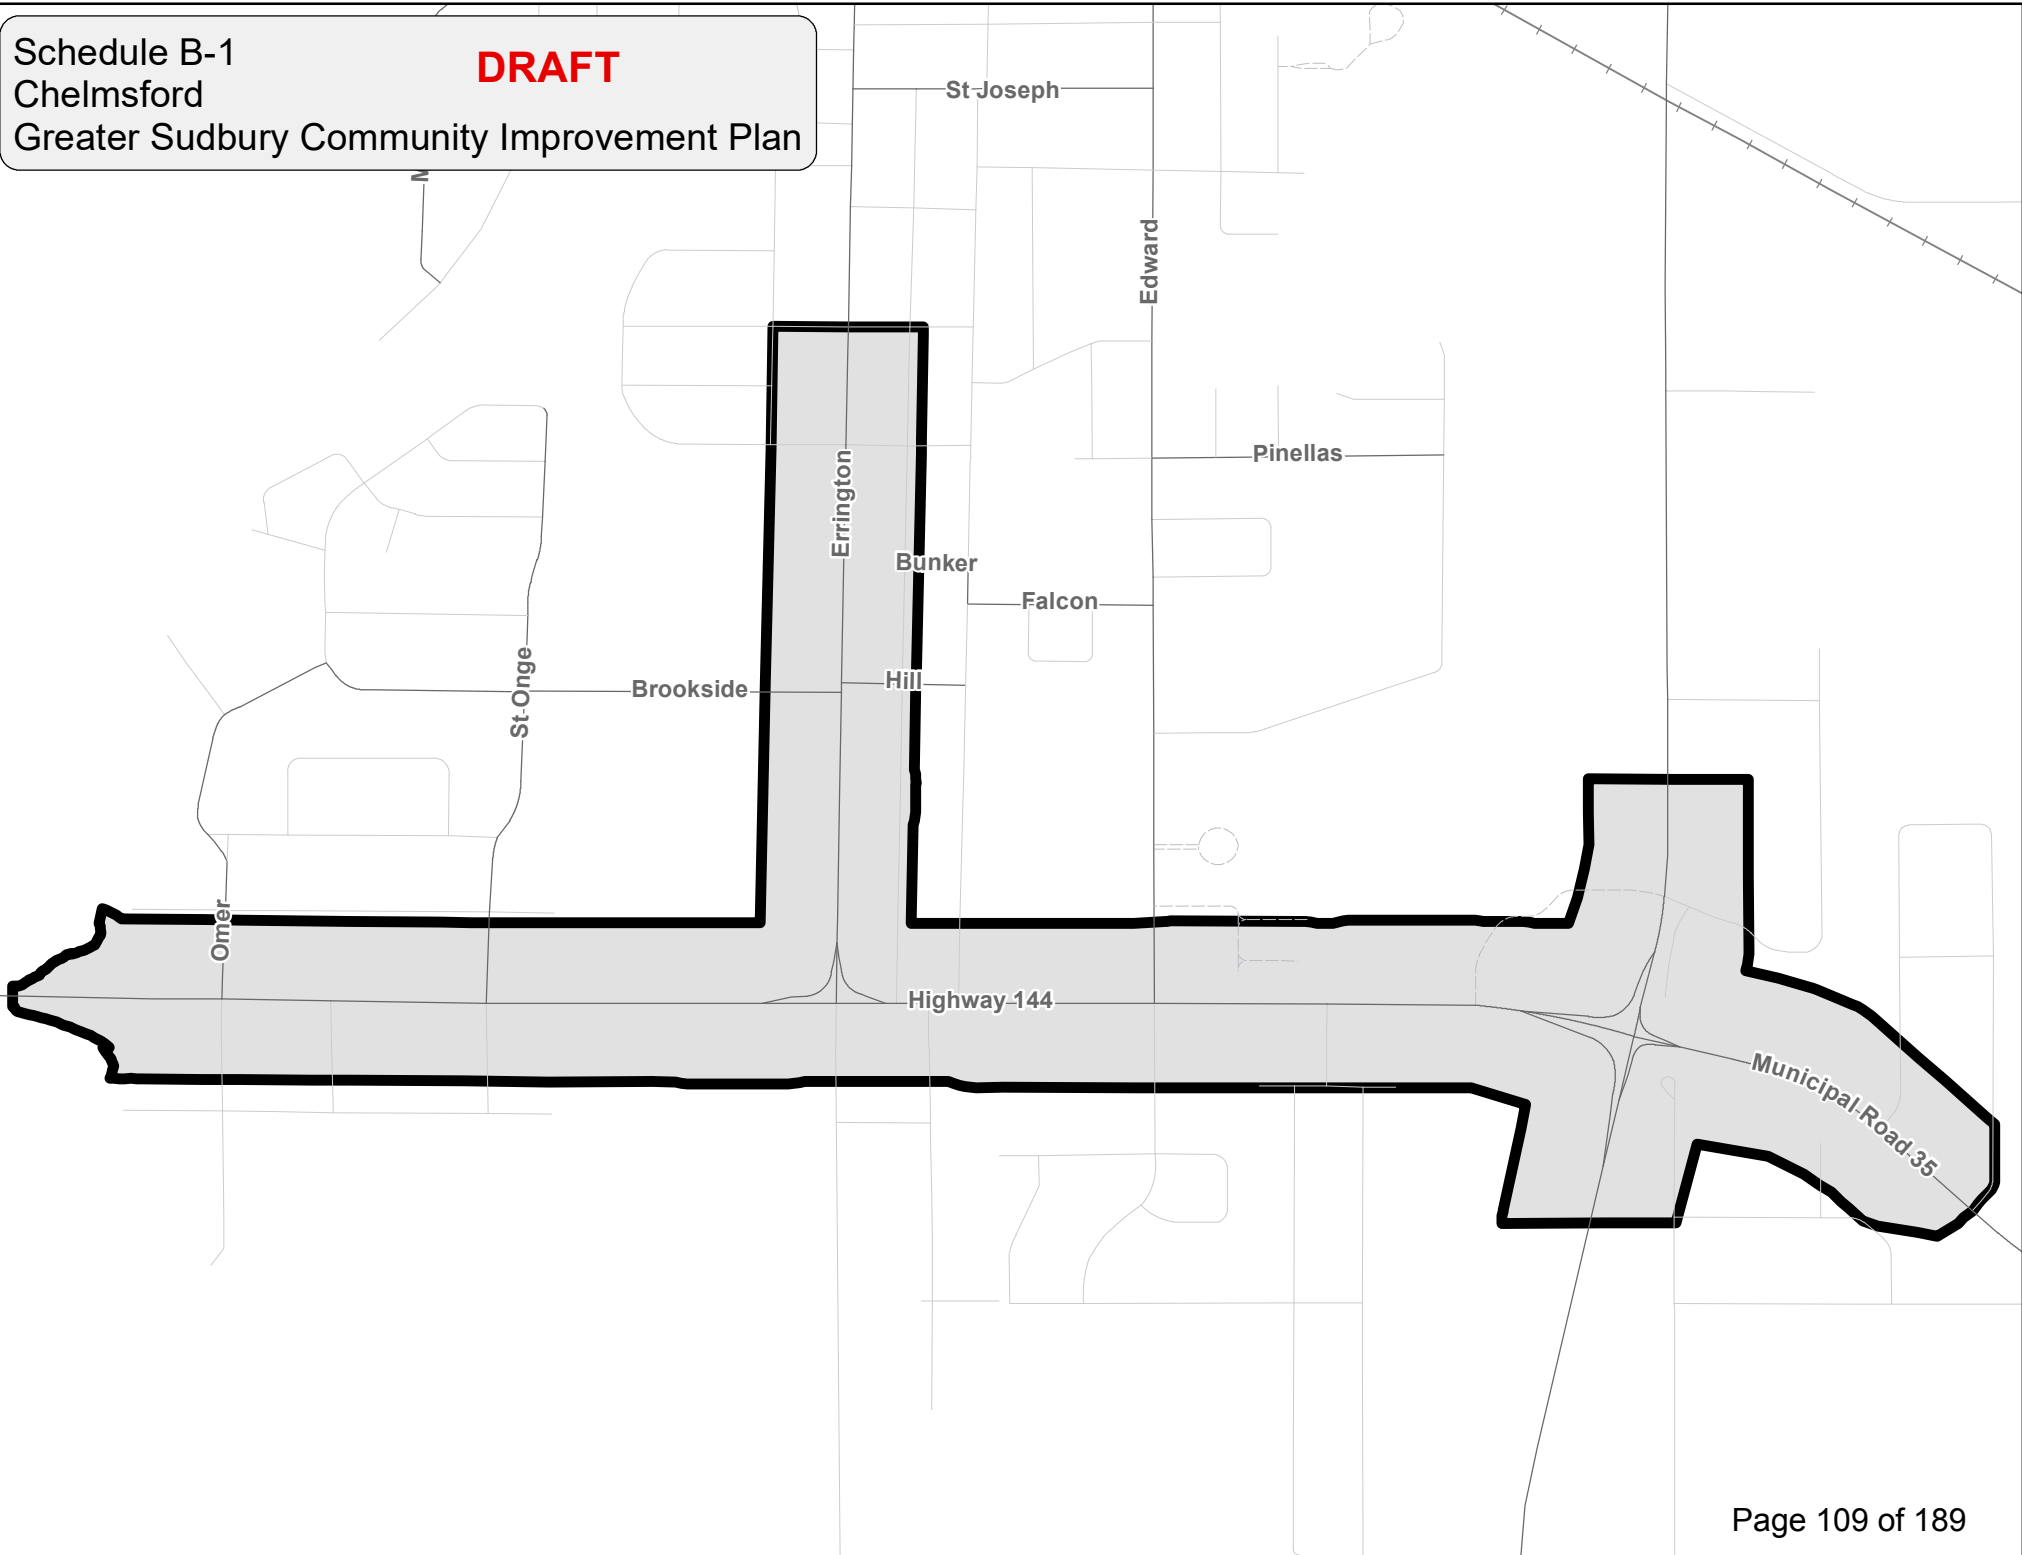 Schedule B-1
DRAFT
Chelmsford
Greater Sudbury Community Improvement Plan
St Joseph
Edward
Pinellas
Errington
Bunker
Falcon
Hill
Brookside
St Onge
Omer
Highway 144
Municipal Road 35
Page 109 of 189